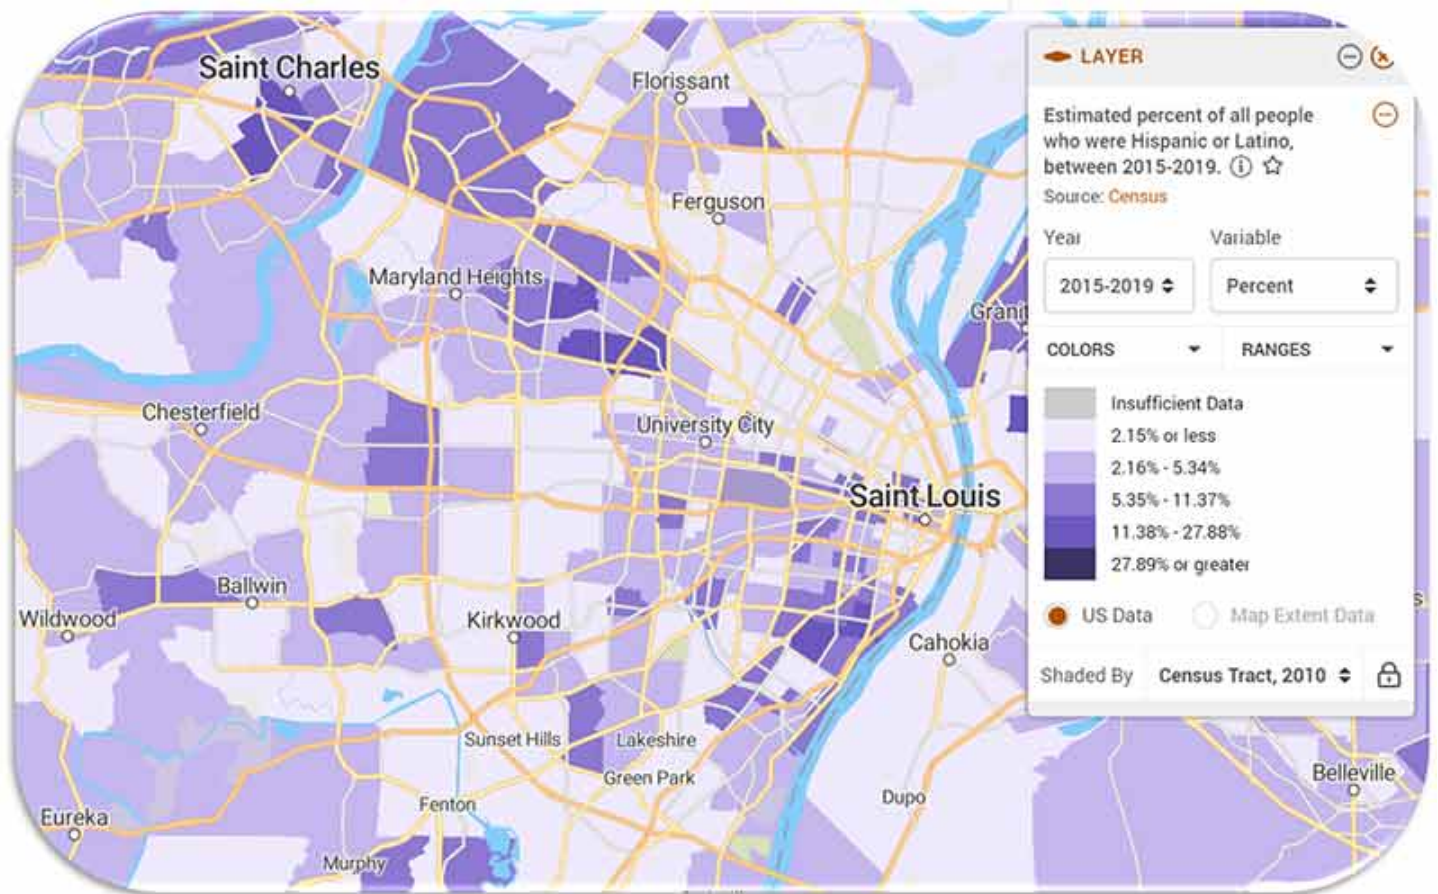 Saint Charles
Florissant
Ferguson
Maryland Heights
Granit
Chesterfield
University City
Saint Louis
Ballwin
Wildwood
Kirkwood
Cahokia
Sunset Hills
Lakeshire
Green Park
Fenton
Dupo
Eureka
Murphy
Belleville
LAYER
Estimated percent of all people
who were Hispanic or Latino,
between 2015-2019.
Source: Census
Year Variable
2015-2019 Percent
COLORS RANGES
Insufficient Data
2.15% or less
2.16% - 5.34%
5.35% - 11.37%
11.38% - 27.88%
27.89% or greater
US Data Map Extent Data
Shaded By Census Tract, 2010